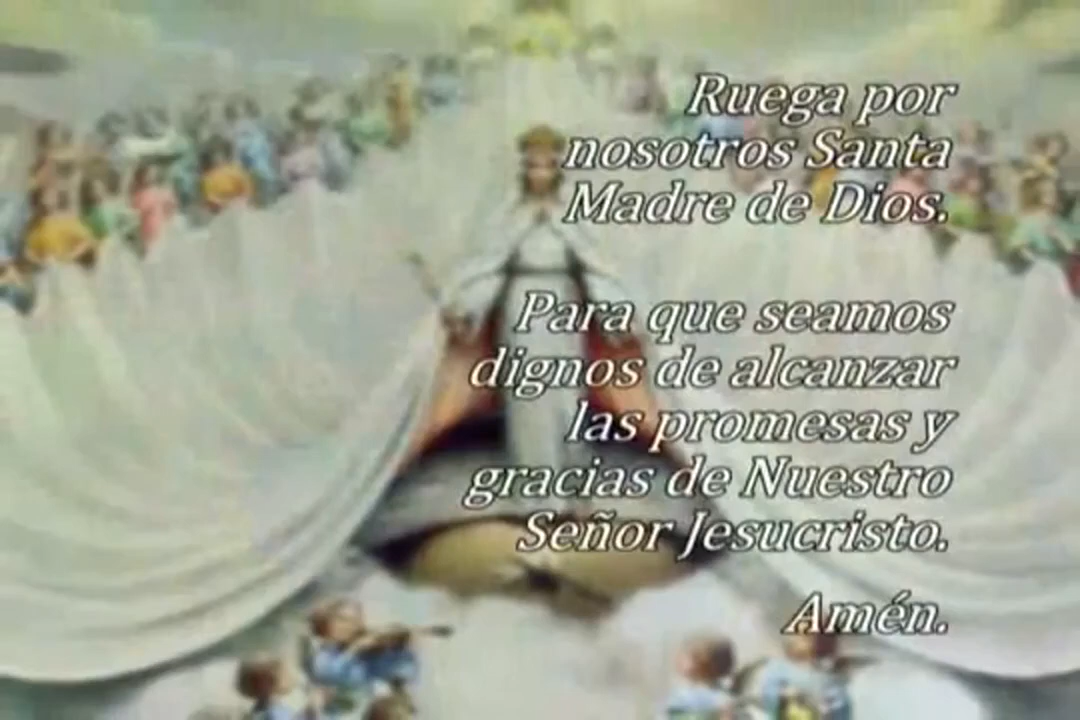 Ruega por
nosotros Santa
Madre de Dios.
Para que seamos
dignos de alcanzar
las promesas y
gracias de Nuestro
Señor Jesucristo.
Amén.